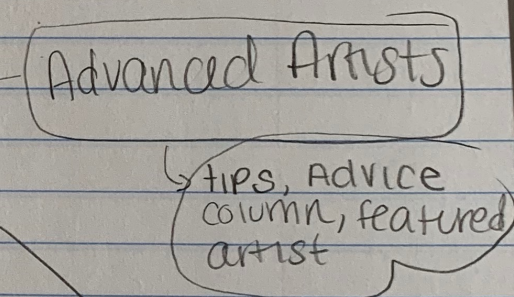 Advanced Artists
tips, Advice
column, featured
artist